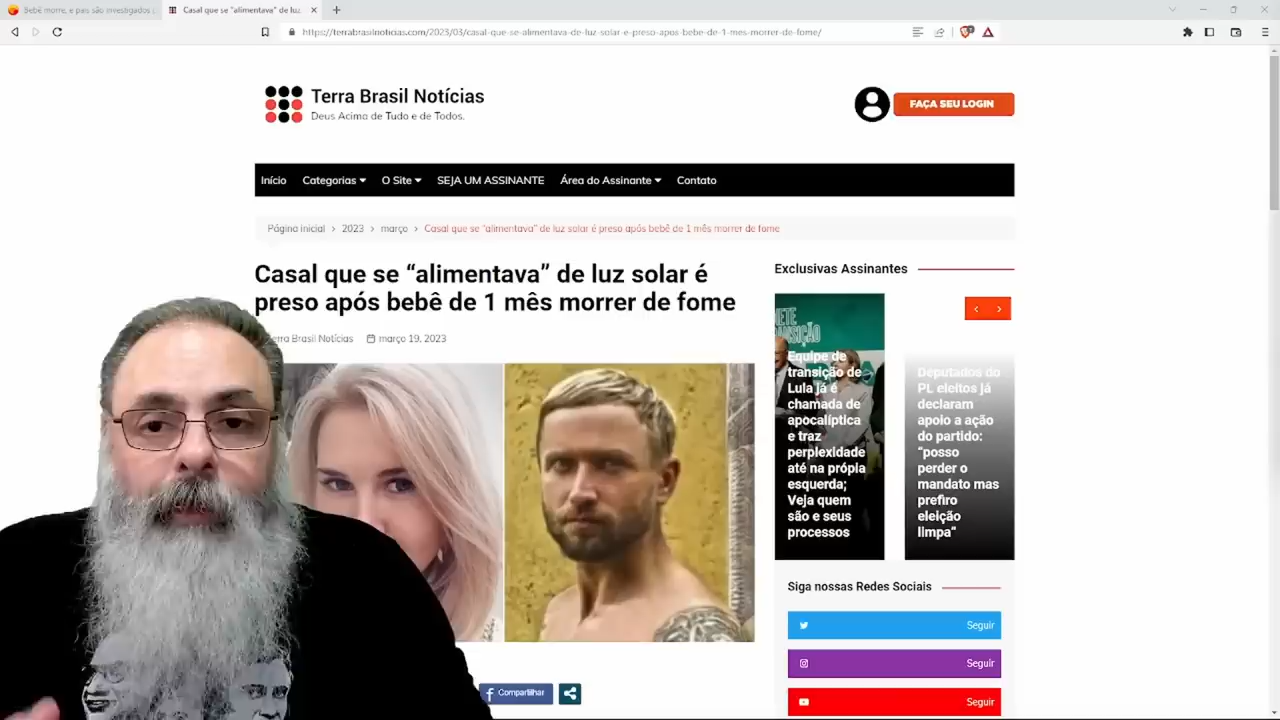 Bebê morre, e pais são investigados
Casal que se "alimentava" de luz
https://terrabrasilnoticias.com/2023/03/casal-que-se-alimentava-de-luz-solar-e-preso-apos-bebe-de-1-mes-morrer-de-fome/
Terra Brasil Notícias
Deus Acima de Tudo e de Todos.
FAÇA SEU LOGIN
Início Categorias O Site SEJA UM ASSINANTE Área do Assinante Contato
Página inicial > 2023 > março > Casal que se "alimentava" de luz solar é preso após bebê de 1 mês morrer de fome
Casal que se “alimentava” de luz solar é
preso após bebê de 1 mês morrer de fome
erra Brasil Notícias março 19, 2023
Compartilhar
Exclusivas Assinantes
Equipe de
transição de
Lula já é
chamada de
apocalíptica
e traz
perplexidade
até na própia
esquerda;
Veja quem
são e seus
processos
Deputados do
PL eleitos já
declaram
apoio a ação
do partido:
“posso
perder o
mandato mas
prefiro
eleição
limpa”
Siga nossas Redes Sociais
Seguir
Seguir
Seguir